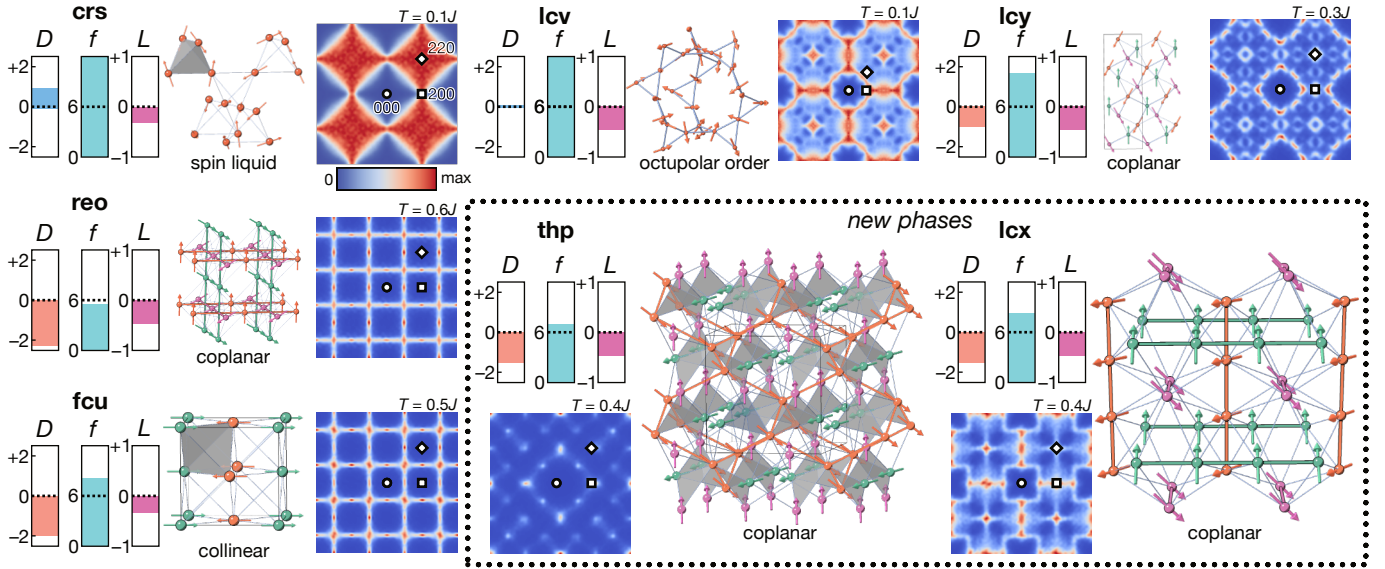 crs
D f L
+2 0 −2
6 0
+1 0 −1
spin liquid
T = 0.1J
220
200
000
0 max
lcv
D f L
+2 0 −2
6 0
+1 0 −1
octupolar order
T = 0.1J
lcy
D f L
+2 0 −2
6 0
+1 0 −1
coplanar
T = 0.3J
reo
D f L
+2 0 −2
6 0
+1 0 −1
coplanar
T = 0.6J
fcu
D f L
+2 0 −2
6 0
+1 0 −1
collinear
T = 0.5J
new phases
thp
D f L
+2 0 −2
6 0
+1 0 −1
T = 0.4J
coplanar
lcx
D f L
+2 0 −2
6 0
+1 0 −1
T = 0.4J
coplanar